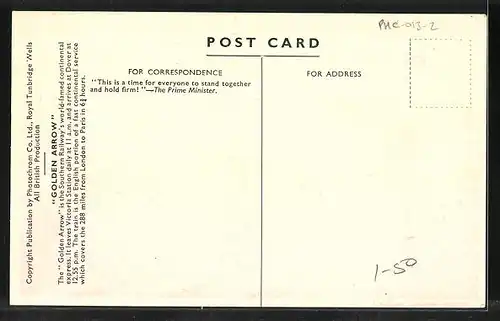 PHC-013-2
POST CARD
FOR CORRESPONDENCE
"This is a time for everyone to stand together
and hold firm!"—The Prime Minister.
FOR ADDRESS
1-50
Copyright Publication by Photochrom Co. Ltd., Royal Tunbridge Wells
All British Production
"GOLDEN ARROW"
The "Golden Arrow" is the Southern Railway's world-famed continental
express. It leaves Victoria Station daily at 11 a.m. and arrives at Dover at
12.55 p.m. The train is the English portion of a fast continental service
which covers the 288 miles from London to Paris in 6¾ hours.